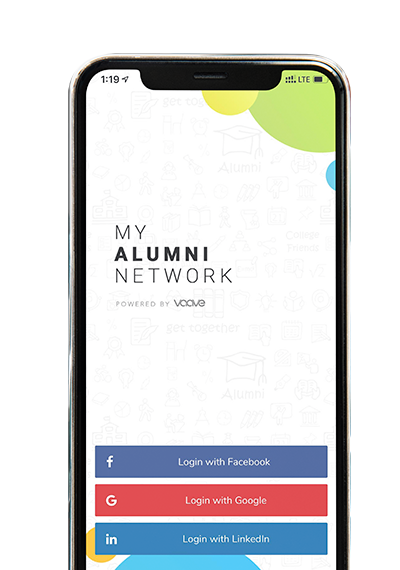 1:19 LTE
get together
Alumni
College Friends
MY
ALUMNI
NETWORK
POWERED BY vaave
get together
Alumni
Login with Facebook
Login with Google
Login with LinkedIn